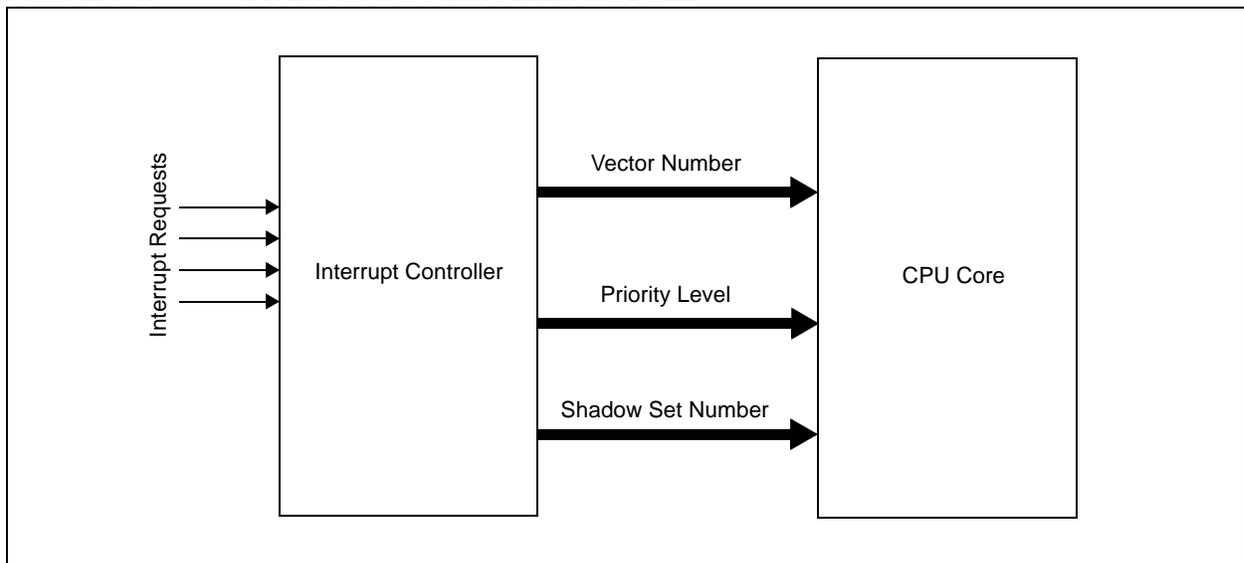 Interrupt Requests
Interrupt Controller
Vector Number
Priority Level
Shadow Set Number
CPU Core